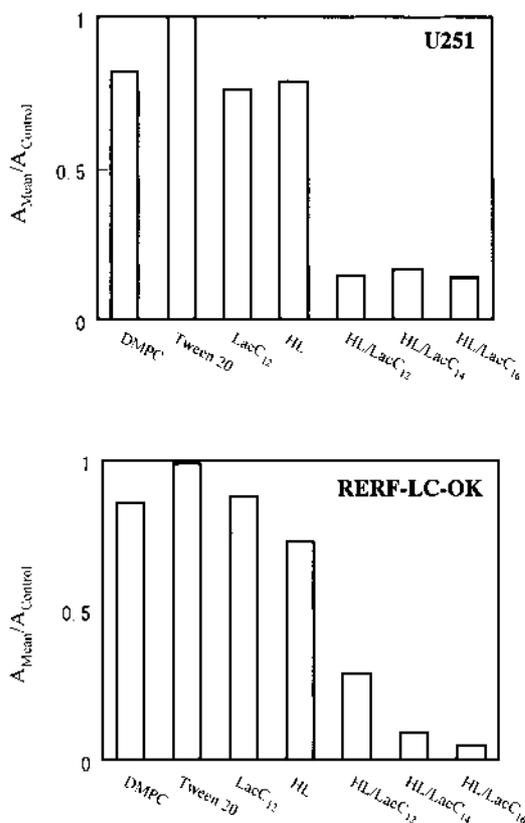 1
U251
A_Mean/A_Control
0.5
0
DMPC
Tween 20
LacC₁₂
HL
HL/LacC₁₂
HL/LacC₁₄
HL/LacC₁₆
1
RERF-LC-OK
A_Mean/A_Control
0.5
0
DMPC
Tween 20
LacC₁₂
HL
HL/LacC₁₂
HL/LacC₁₄
HL/LacC₁₆